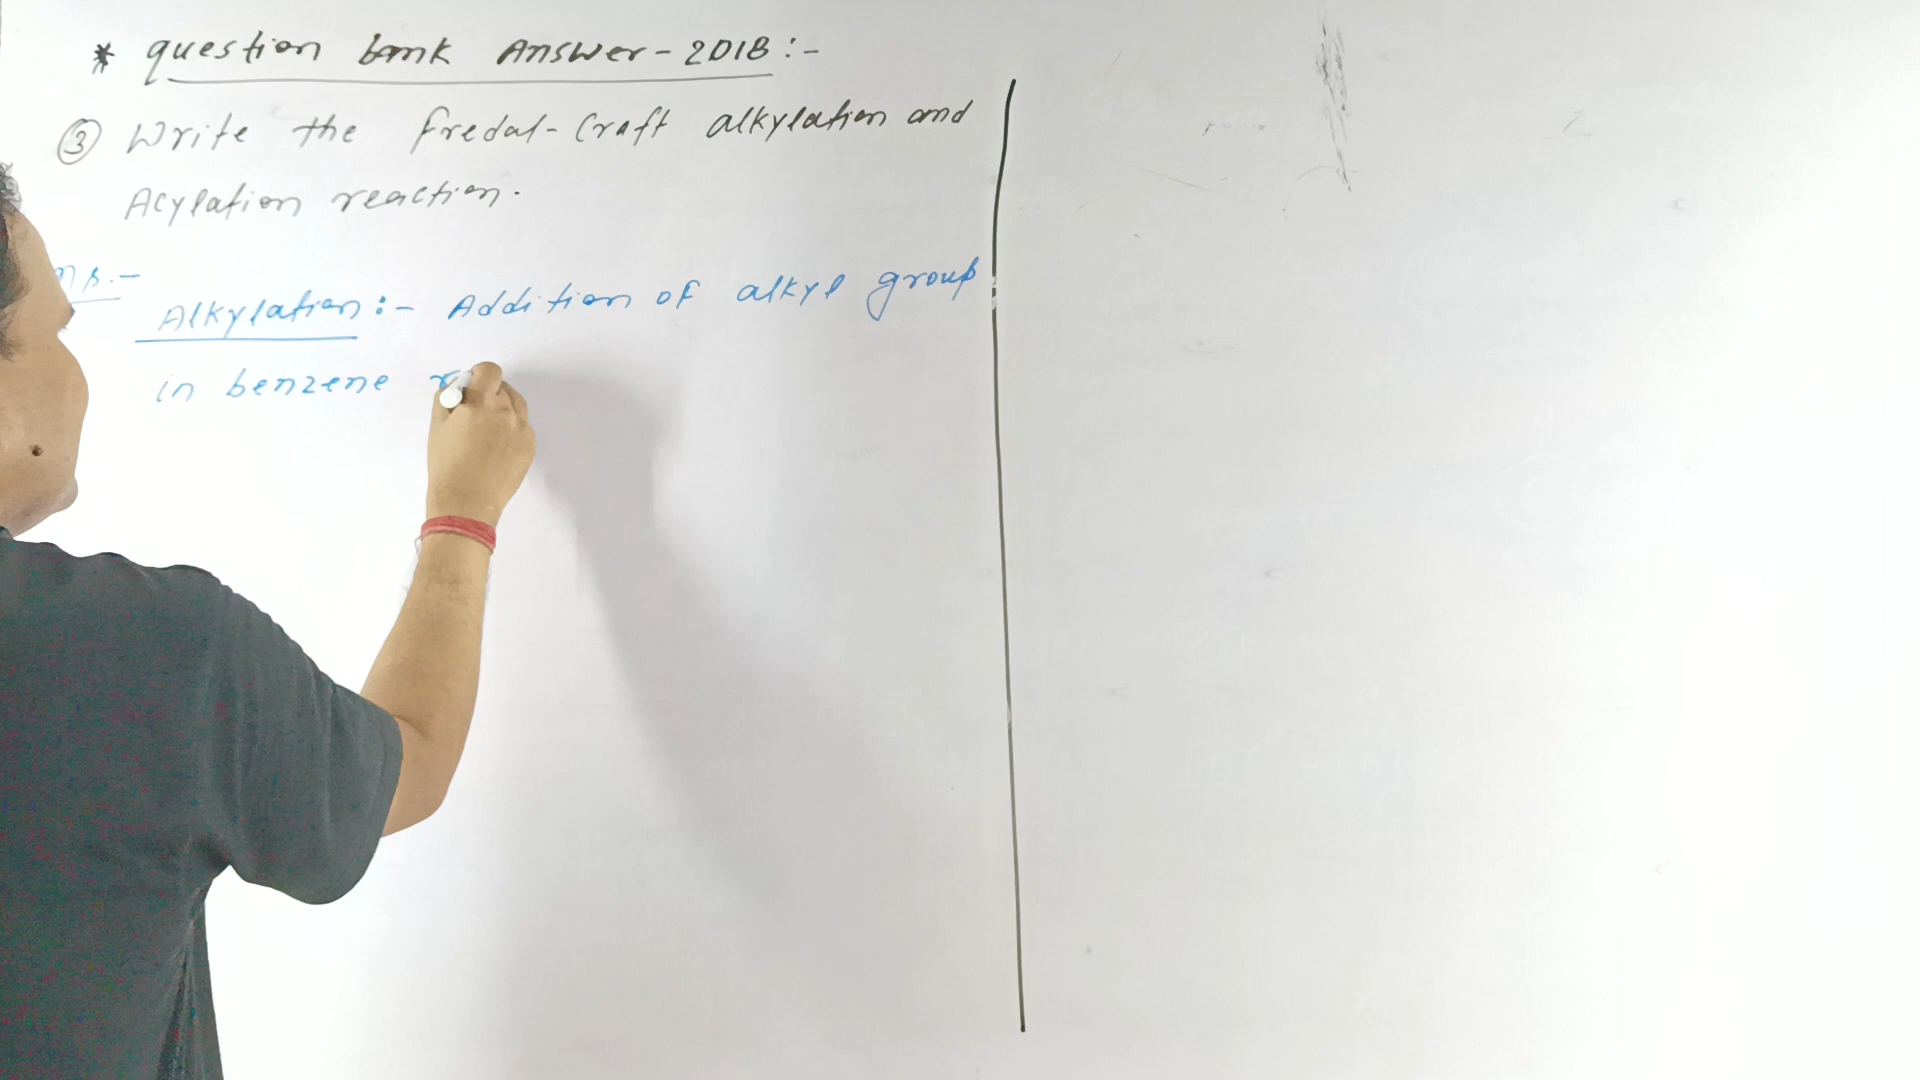 * question bank Answer-2018:-
③ Write the fredal-Craft alkylation and
Acylation reaction.
Alkylation:- Addition of alkyl group
in benzene